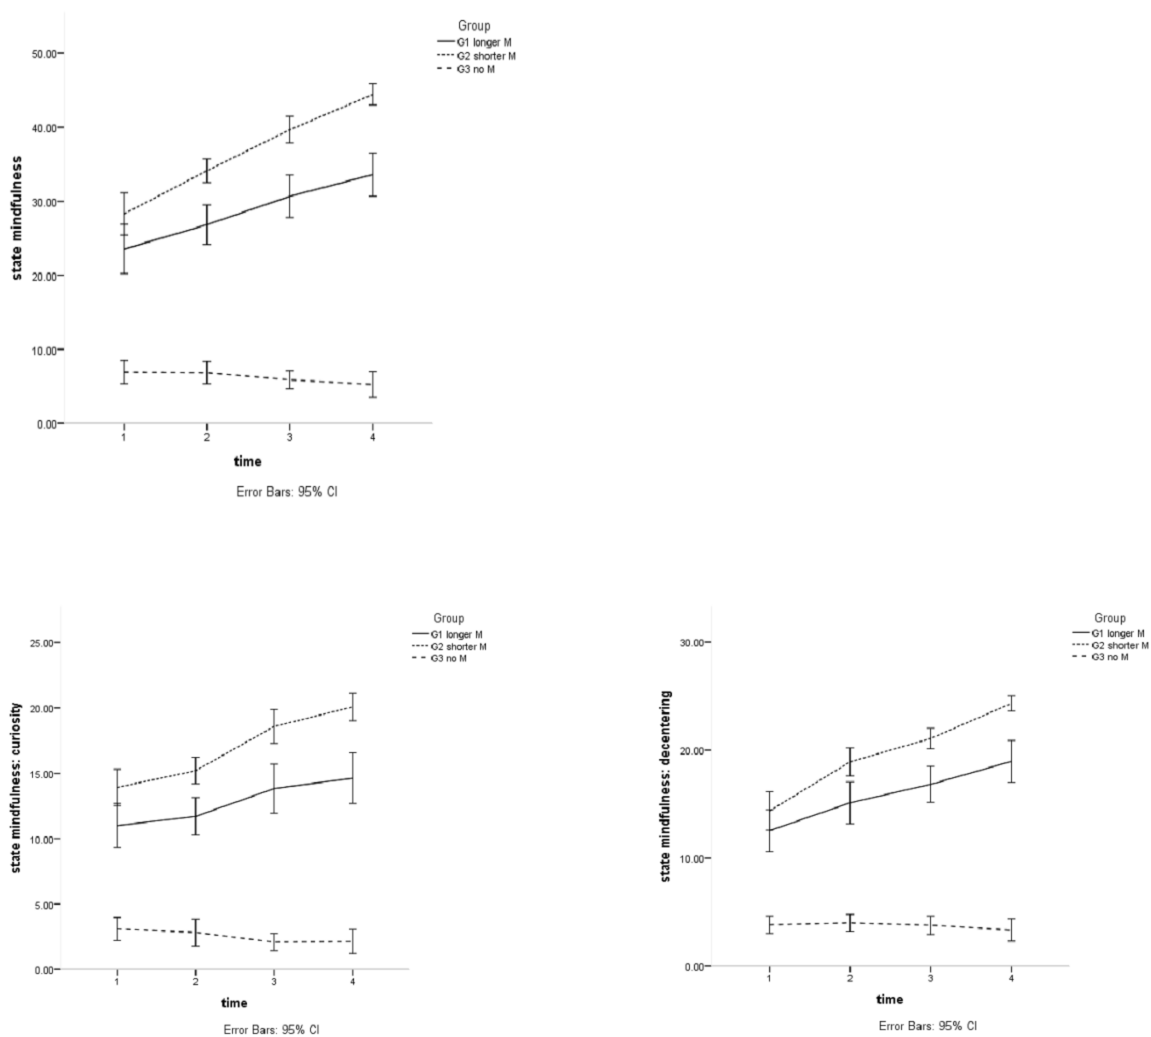 Group
G1 longer M
G2 shorter M
G3 no M
50.00
40.00
30.00
20.00
10.00
0.00
state mindfulness
1 2 3 4
time
Error Bars: 95% CI
Group
G1 longer M
G2 shorter M
G3 no M
25.00
20.00
15.00
10.00
5.00
0.00
state mindfulness: curiosity
1 2 3 4
time
Error Bars: 95% CI
Group
G1 longer M
G2 shorter M
G3 no M
30.00
20.00
10.00
0.00
state mindfulness: decentering
1 2 3 4
time
Error Bars: 95% CI